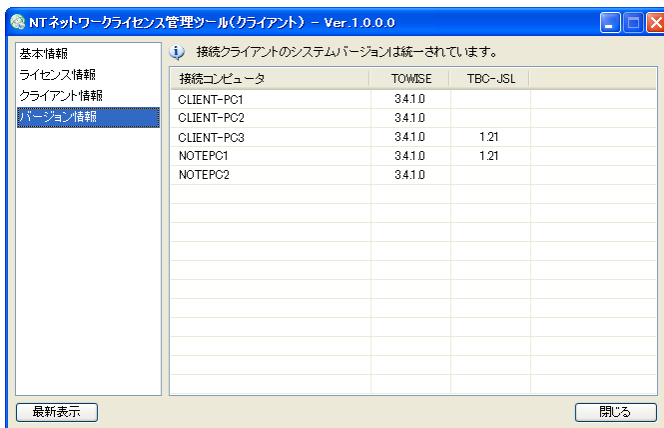 NTネットワークライセンス管理ツール(クライアント) - Ver.1.0.0.0
基本情報
ライセンス情報
クライアント情報
バージョン情報
接続クライアントのシステムバージョンは統一されています。
接続コンピュータ TOWISE TBC-JSL
CLIENT-PC1 3.4.1.0
CLIENT-PC2 3.4.1.0
CLIENT-PC3 3.4.1.0 1.21
NOTEPC1 3.4.1.0 1.21
NOTEPC2 3.4.1.0
最新表示 閉じる